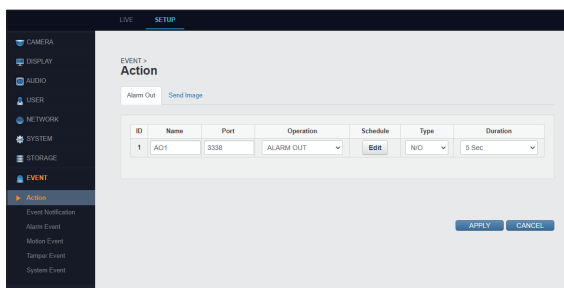 LIVE SETUP
CAMERA
DISPLAY
AUDIO
USER
NETWORK
SYSTEM
STORAGE
EVENT
Action
Event Notification
Alarm Event
Motion Event
Tamper Event
System Event
EVENT >
Action
Alarm Out Send Image
ID Name Port Operation Schedule Type Duration
1 AO1 3338 ALARM OUT Edit N/O 5 Sec
APPLY CANCEL